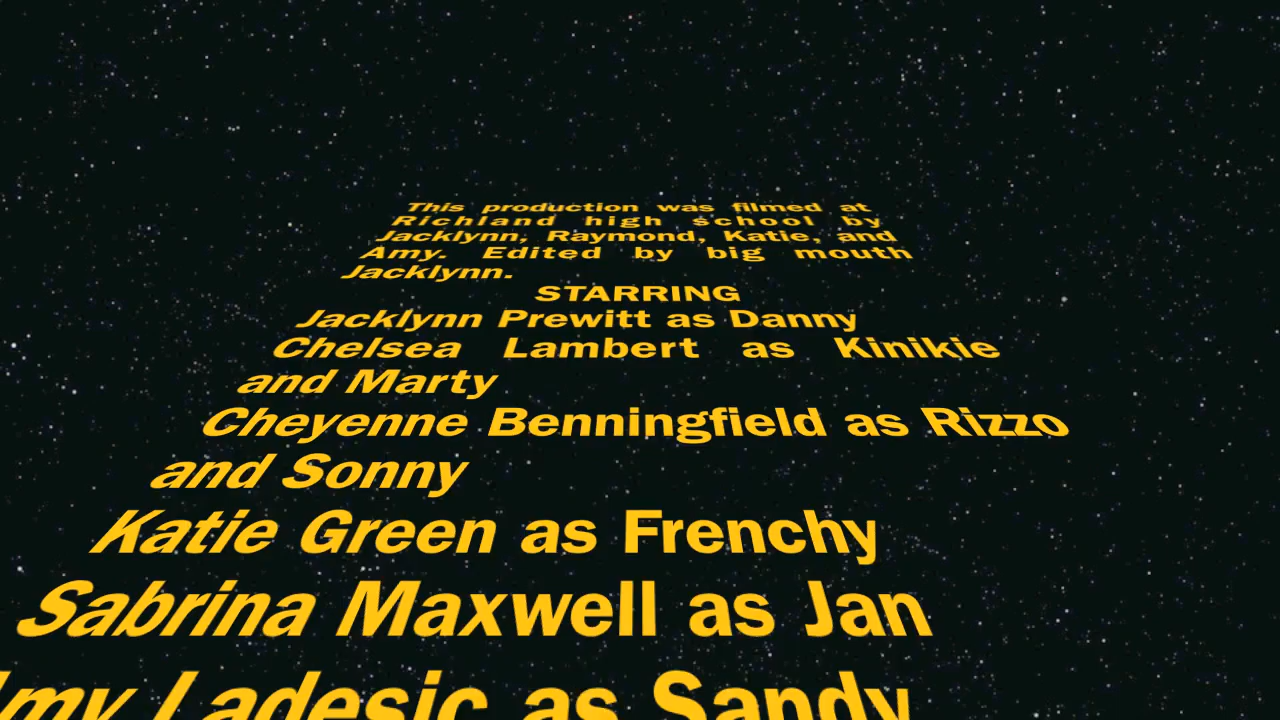 This production was filmed at
Richland high school by
Jacklynn, Raymond, Katie, and
Amy. Edited by big mouth
Jacklynn.
STARRING
Jacklynn Prewitt as Danny
Chelsea Lambert as Kinikie
and Marty
Cheyenne Benningfield as Rizzo
and Sonny
Katie Green as Frenchy
Sabrina Maxwell as Jan
Ladesic as Sandy